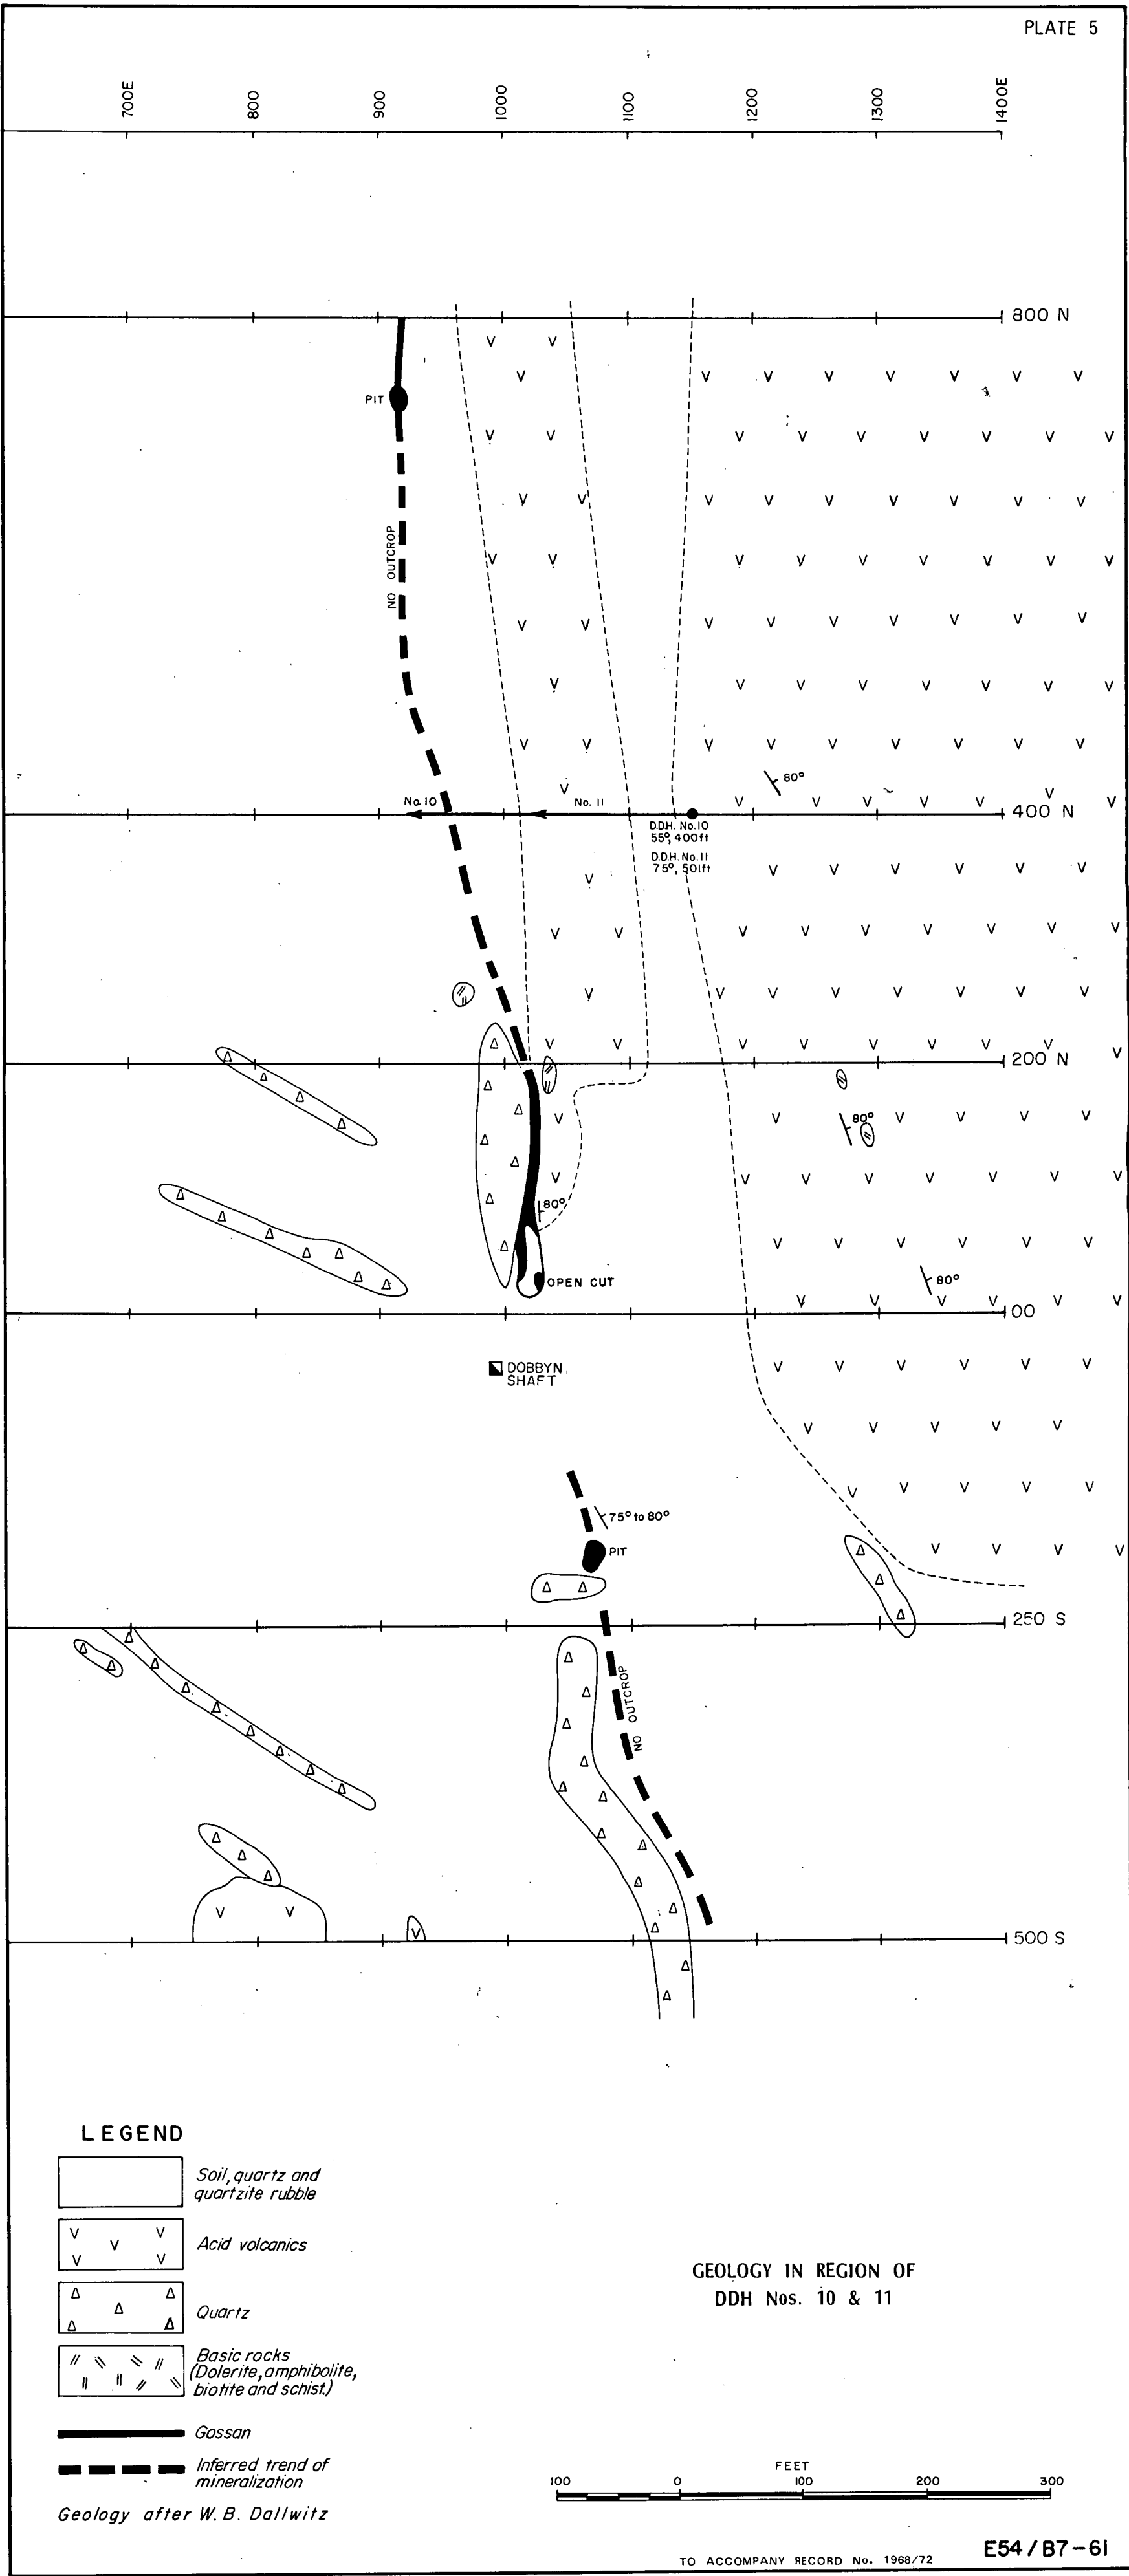 PLATE 5
700E
800
900
1000
1100
1200
1300
1400E
800 N
PIT
NO OUTCROP
80°
No. 10
No. 11
400 N
D.D.H. No.10
55°, 400ft
D.D.H. No.11
75°, 501ft
200 N
80°
80°
OPEN CUT
80°
00
DOBBYN
SHAFT
75° to 80°
PIT
250 S
NO OUTCROP
500 S
LEGEND
Soil, quartz and
quartzite rubble
V V V V V
Acid volcanics
Quartz
Basic rocks
(Dolerite, amphibolite,
biotite and schist.)
Gossan
Inferred trend of
mineralization
Geology after W. B. Dallwitz
GEOLOGY IN REGION OF
DDH Nos. 10 & 11
FEET
100 0 100 200 300
TO ACCOMPANY RECORD No. 1968/72
E54/B7-61